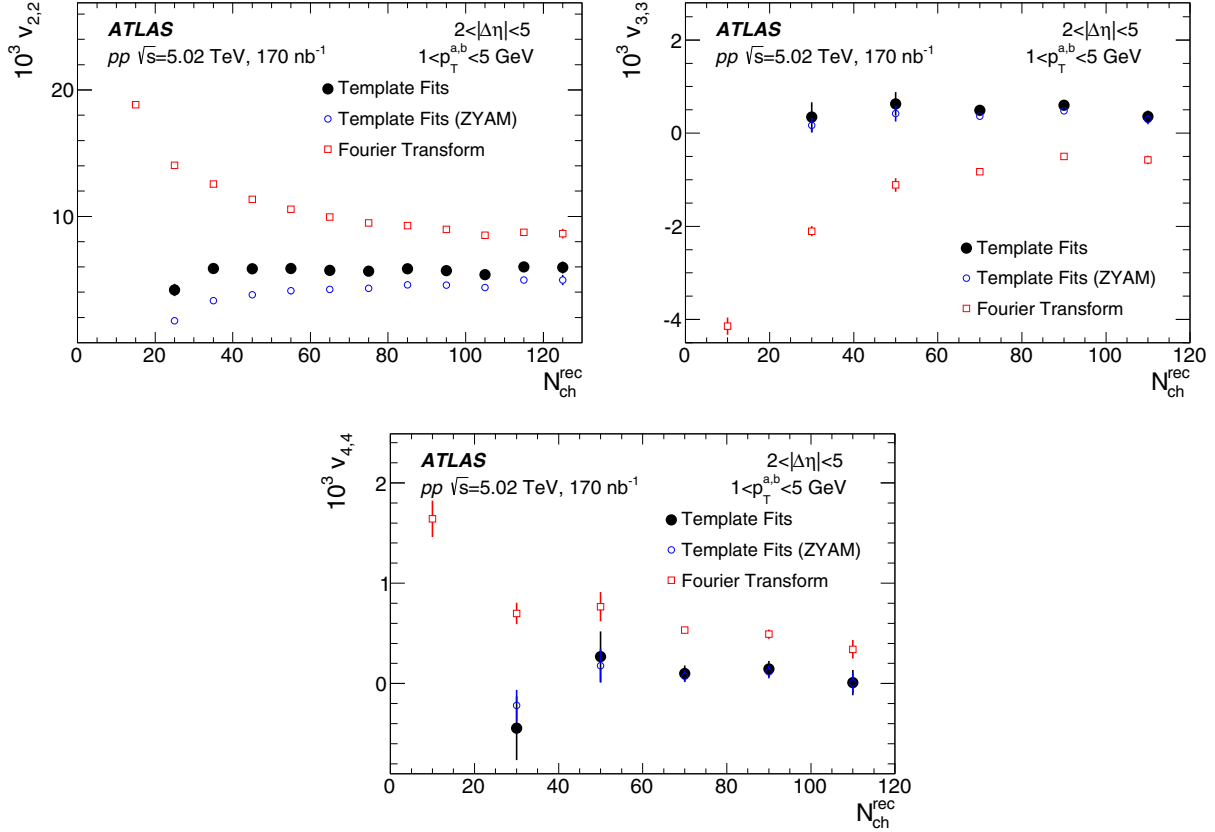 10³ v2,2
ATLAS
2<|Δη|<5
pp √s=5.02 TeV, 170 nb⁻¹
1<p_T^{a,b}<5 GeV
Template Fits
Template Fits (ZYAM)
Fourier Transform
20
10
0 20 40 60 80 100 120
N_ch^rec
10³ v3,3
ATLAS
2<|Δη|<5
pp √s=5.02 TeV, 170 nb⁻¹
1<p_T^{a,b}<5 GeV
2
0
-2
-4
Template Fits
Template Fits (ZYAM)
Fourier Transform
0 20 40 60 80 100 120
N_ch^rec
10³ v4,4
ATLAS
2<|Δη|<5
pp √s=5.02 TeV, 170 nb⁻¹
1<p_T^{a,b}<5 GeV
Template Fits
Template Fits (ZYAM)
Fourier Transform
2
1
0
0 20 40 60 80 100 120
N_ch^rec